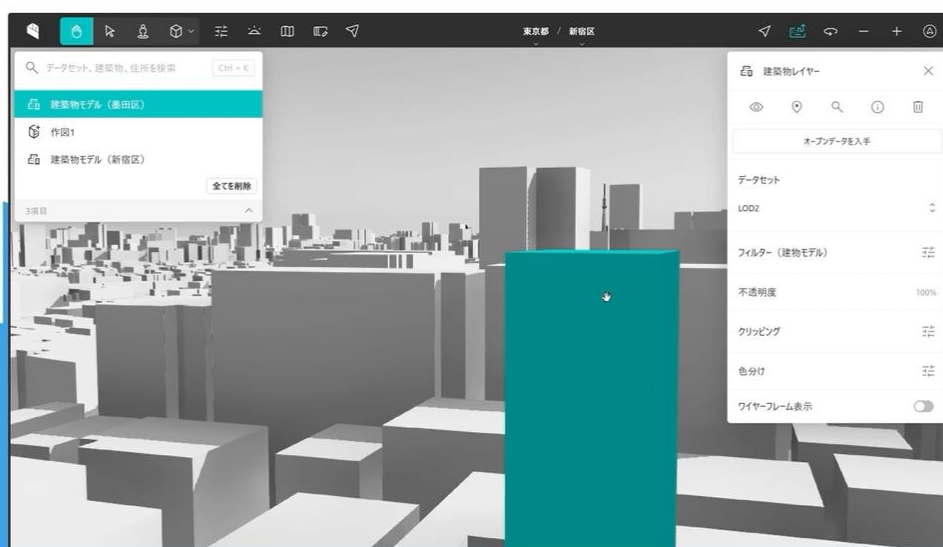 東京都 / 新宿区
データセット、建築物、住所を検索 Ctrl + K
建築物モデル（墨田区）
作図1
建築物モデル（新宿区）
全てを削除
3項目
建築物レイヤー
オープンデータを入手
データセット
LOD2
フィルター（建物モデル）
不透明度 100%
クリッピング
色分け
ワイヤーフレーム表示